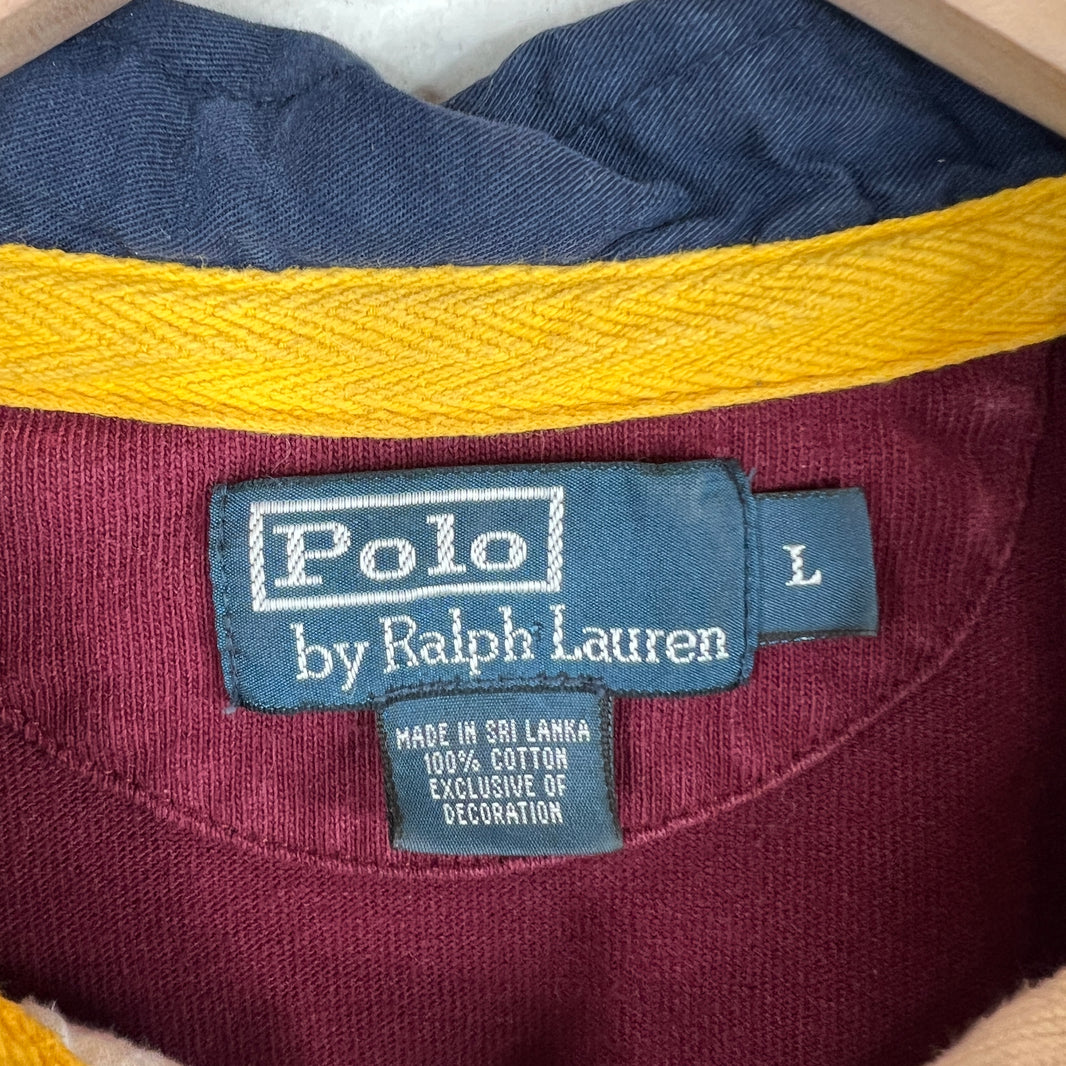 Polo
by Ralph Lauren
L
MADE IN SRI LANKA
100% COTTON
EXCLUSIVE OF
DECORATION